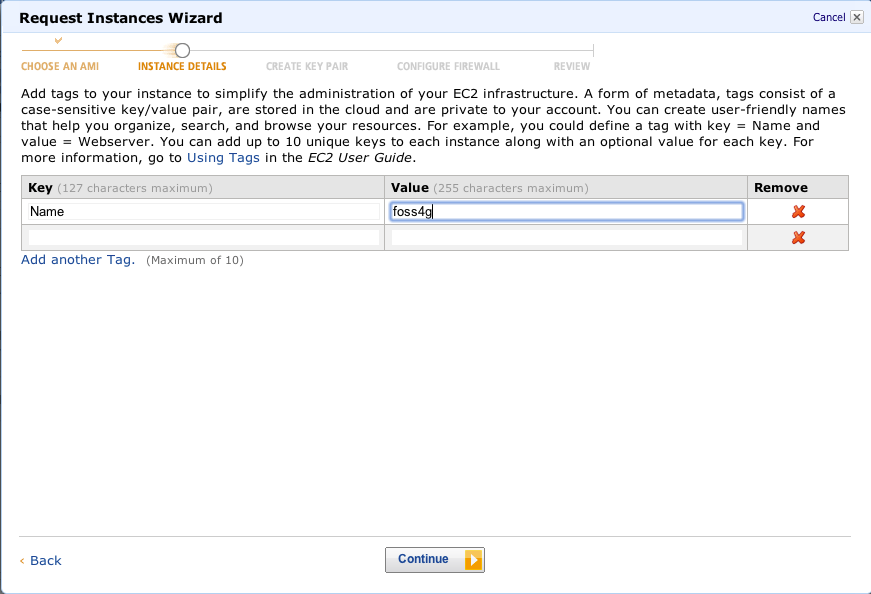 Request Instances Wizard
Cancel
CHOOSE AN AMI INSTANCE DETAILS CREATE KEY PAIR CONFIGURE FIREWALL REVIEW
Add tags to your instance to simplify the administration of your EC2 infrastructure. A form of metadata, tags consist of a
case-sensitive key/value pair, are stored in the cloud and are private to your account. You can create user-friendly names
that help you organize, search, and browse your resources. For example, you could define a tag with key = Name and
value = Webserver. You can add up to 10 unique keys to each instance along with an optional value for each key. For
more information, go to Using Tags in the EC2 User Guide.
Key (127 characters maximum) Value (255 characters maximum) Remove
Name foss4g
Add another Tag. (Maximum of 10)
Back Continue